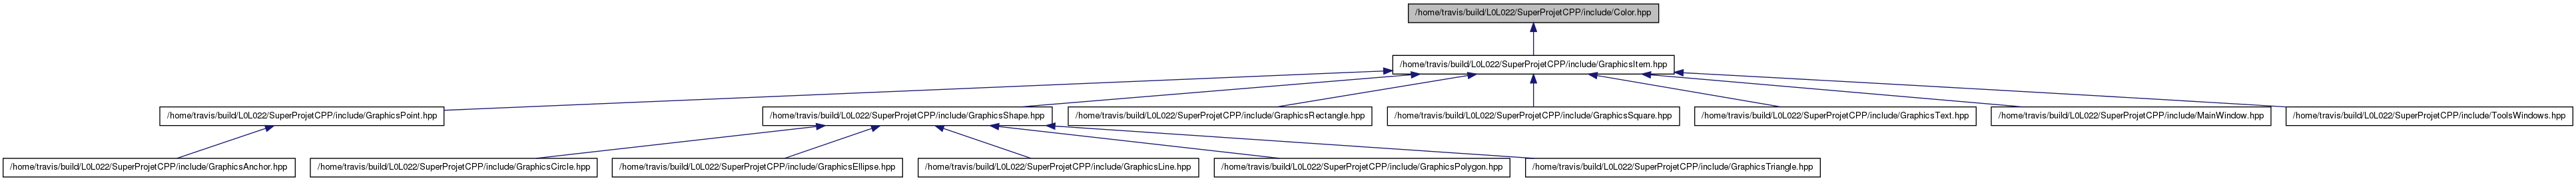 /home/travis/build/L0L022/SuperProjetCPP/include/Color.hpp
/home/travis/build/L0L022/SuperProjetCPP/include/GraphicsItem.hpp
/home/travis/build/L0L022/SuperProjetCPP/include/GraphicsPoint.hpp
/home/travis/build/L0L022/SuperProjetCPP/include/GraphicsShape.hpp
/home/travis/build/L0L022/SuperProjetCPP/include/GraphicsRectangle.hpp
/home/travis/build/L0L022/SuperProjetCPP/include/GraphicsSquare.hpp
/home/travis/build/L0L022/SuperProjetCPP/include/GraphicsText.hpp
/home/travis/build/L0L022/SuperProjetCPP/include/MainWindow.hpp
/home/travis/build/L0L022/SuperProjetCPP/include/ToolsWindows.hpp
/home/travis/build/L0L022/SuperProjetCPP/include/GraphicsAnchor.hpp
/home/travis/build/L0L022/SuperProjetCPP/include/GraphicsCircle.hpp
/home/travis/build/L0L022/SuperProjetCPP/include/GraphicsEllipse.hpp
/home/travis/build/L0L022/SuperProjetCPP/include/GraphicsLine.hpp
/home/travis/build/L0L022/SuperProjetCPP/include/GraphicsPolygon.hpp
/home/travis/build/L0L022/SuperProjetCPP/include/GraphicsTriangle.hpp